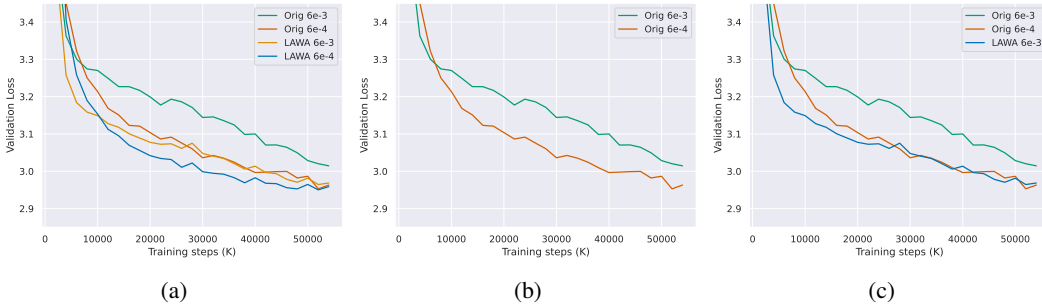 3.4
3.3
3.2
3.1
3.0
2.9
Validation Loss
0 10000 20000 30000 40000 50000
Training steps (K)
Orig 6e-3
Orig 6e-4
LAWA 6e-3
LAWA 6e-4
(a)
3.4
3.3
3.2
3.1
3.0
2.9
Validation Loss
0 10000 20000 30000 40000 50000
Training steps (K)
Orig 6e-3
Orig 6e-4
(b)
3.4
3.3
3.2
3.1
3.0
2.9
Validation Loss
0 10000 20000 30000 40000 50000
Training steps (K)
Orig 6e-3
Orig 6e-4
LAWA 6e-3
(c)